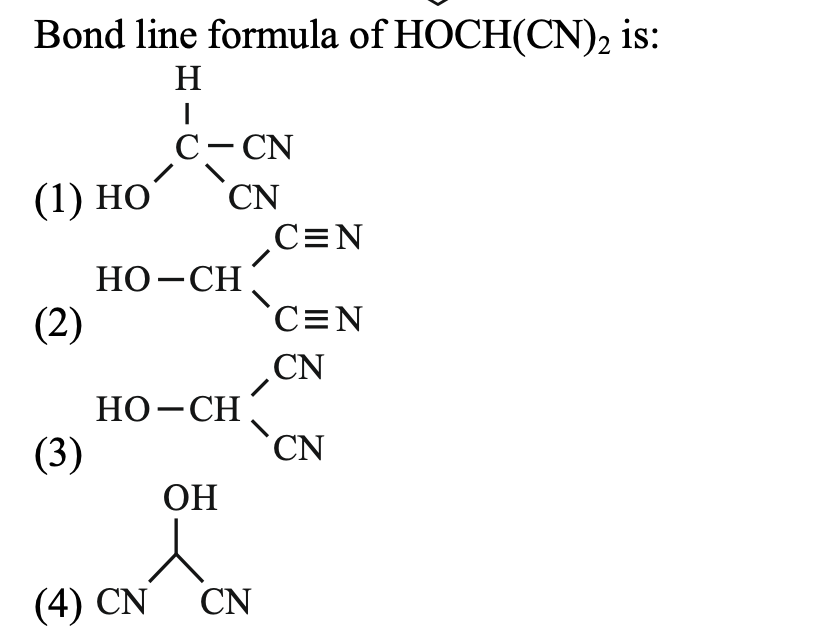 Bond line formula of HOCH(CN)₂ is:
H
C – CN
(1) HO CN
C≡N
HO – CH
(2) C≡N
CN
HO – CH
(3) CN
OH
(4) CN CN